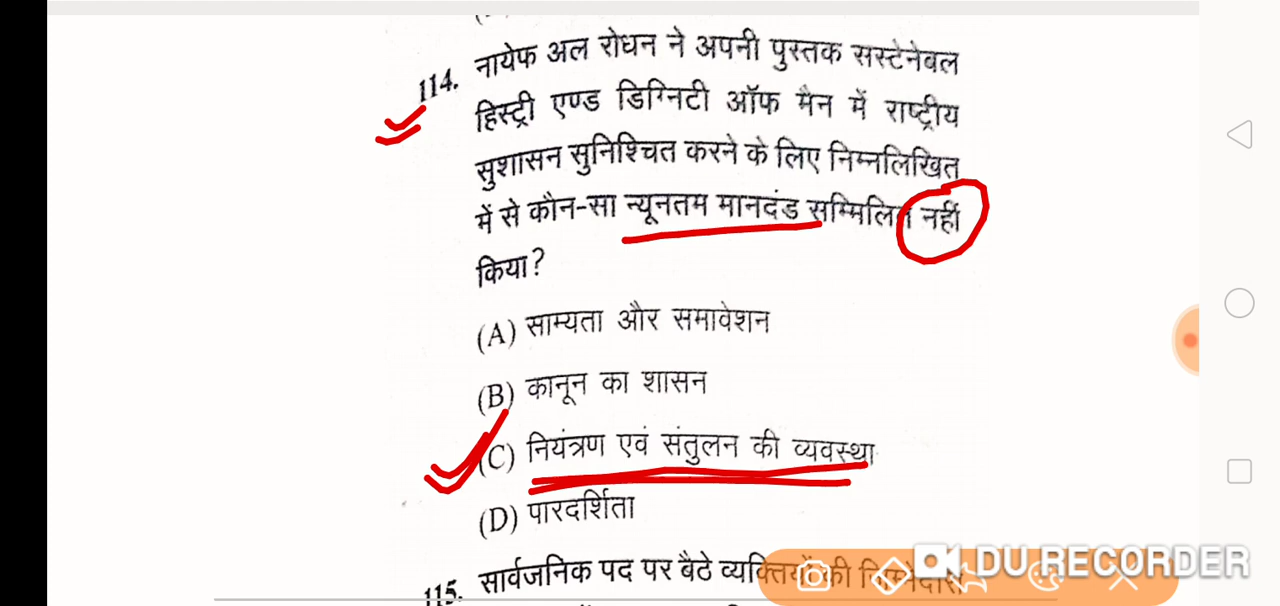 114. नायेफ अल रोधन ने अपनी पुस्तक सस्टेनेबल
हिस्ट्री एण्ड डिग्निटी ऑफ मैन में राष्ट्रीय
सुशासन सुनिश्चित करने के लिए निम्नलिखित
में से कौन-सा न्यूनतम मानदंड सम्मिलित नहीं
किया?
(A) साम्यता और समावेशन
(B) कानून का शासन
(C) नियंत्रण एवं संतुलन की व्यवस्था
(D) पारदर्शिता
115. सार्वजनिक पद पर बैठे व्यक्तियों की
DU RECORDER